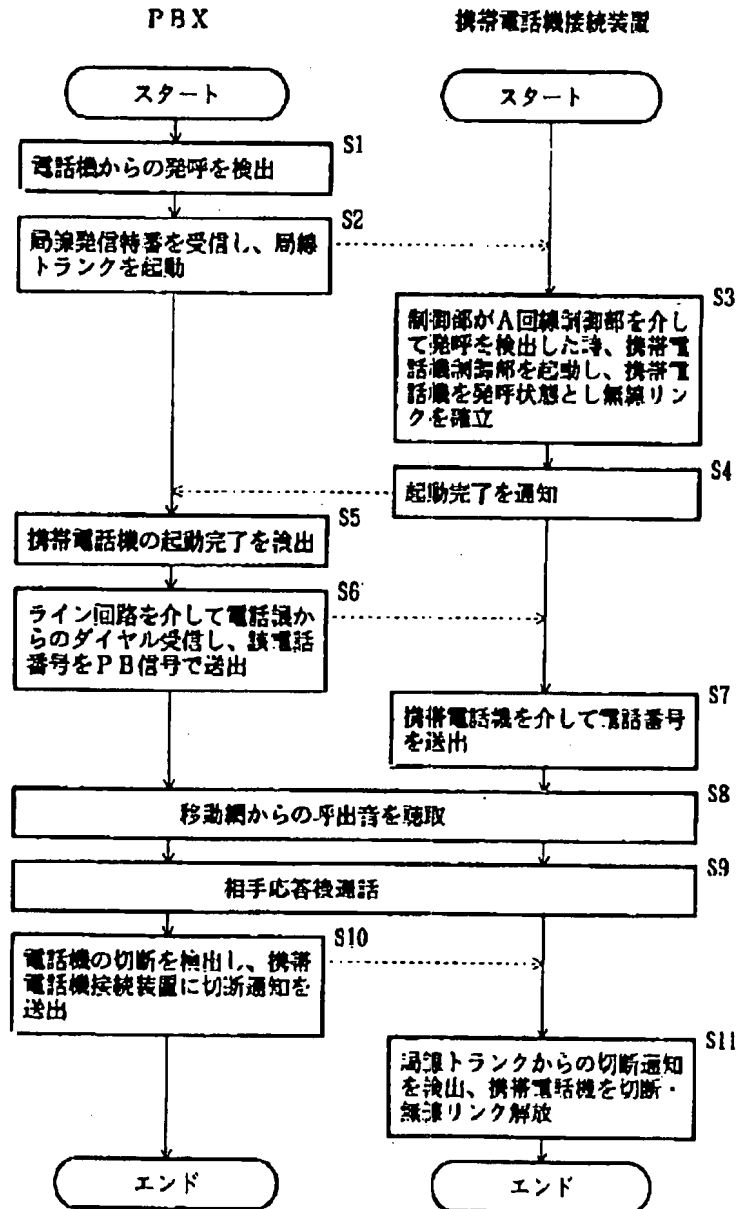 PBX
携帯電話機接続装置
スタート
スタート
S1
電話機からの発呼を検出
S2
局線発信特番を受信し、局線
トランクを起動
S3
制御部がA回線制御部を介し
て発呼を検出した時、携帯電
話機制御部を起動し、携帯電
話機を発呼状態とし無線リン
クを確立
S4
起動完了を通知
S5
携帯電話機の起動完了を検出
S6
ライン回路を介して電話機か
らのダイヤル受信し、該電話
番号をPB信号で送出
S7
携帯電話機を介して電話番号
を送出
S8
移動網からの呼出音を聴取
S9
相手応答後通話
S10
電話機の切断を検出し、携帯
電話機接続装置に切断通知を
送出
S11
局線トランクからの切断通知
を検出、携帯電話機を切断・
無線リンク解放
エンド
エンド